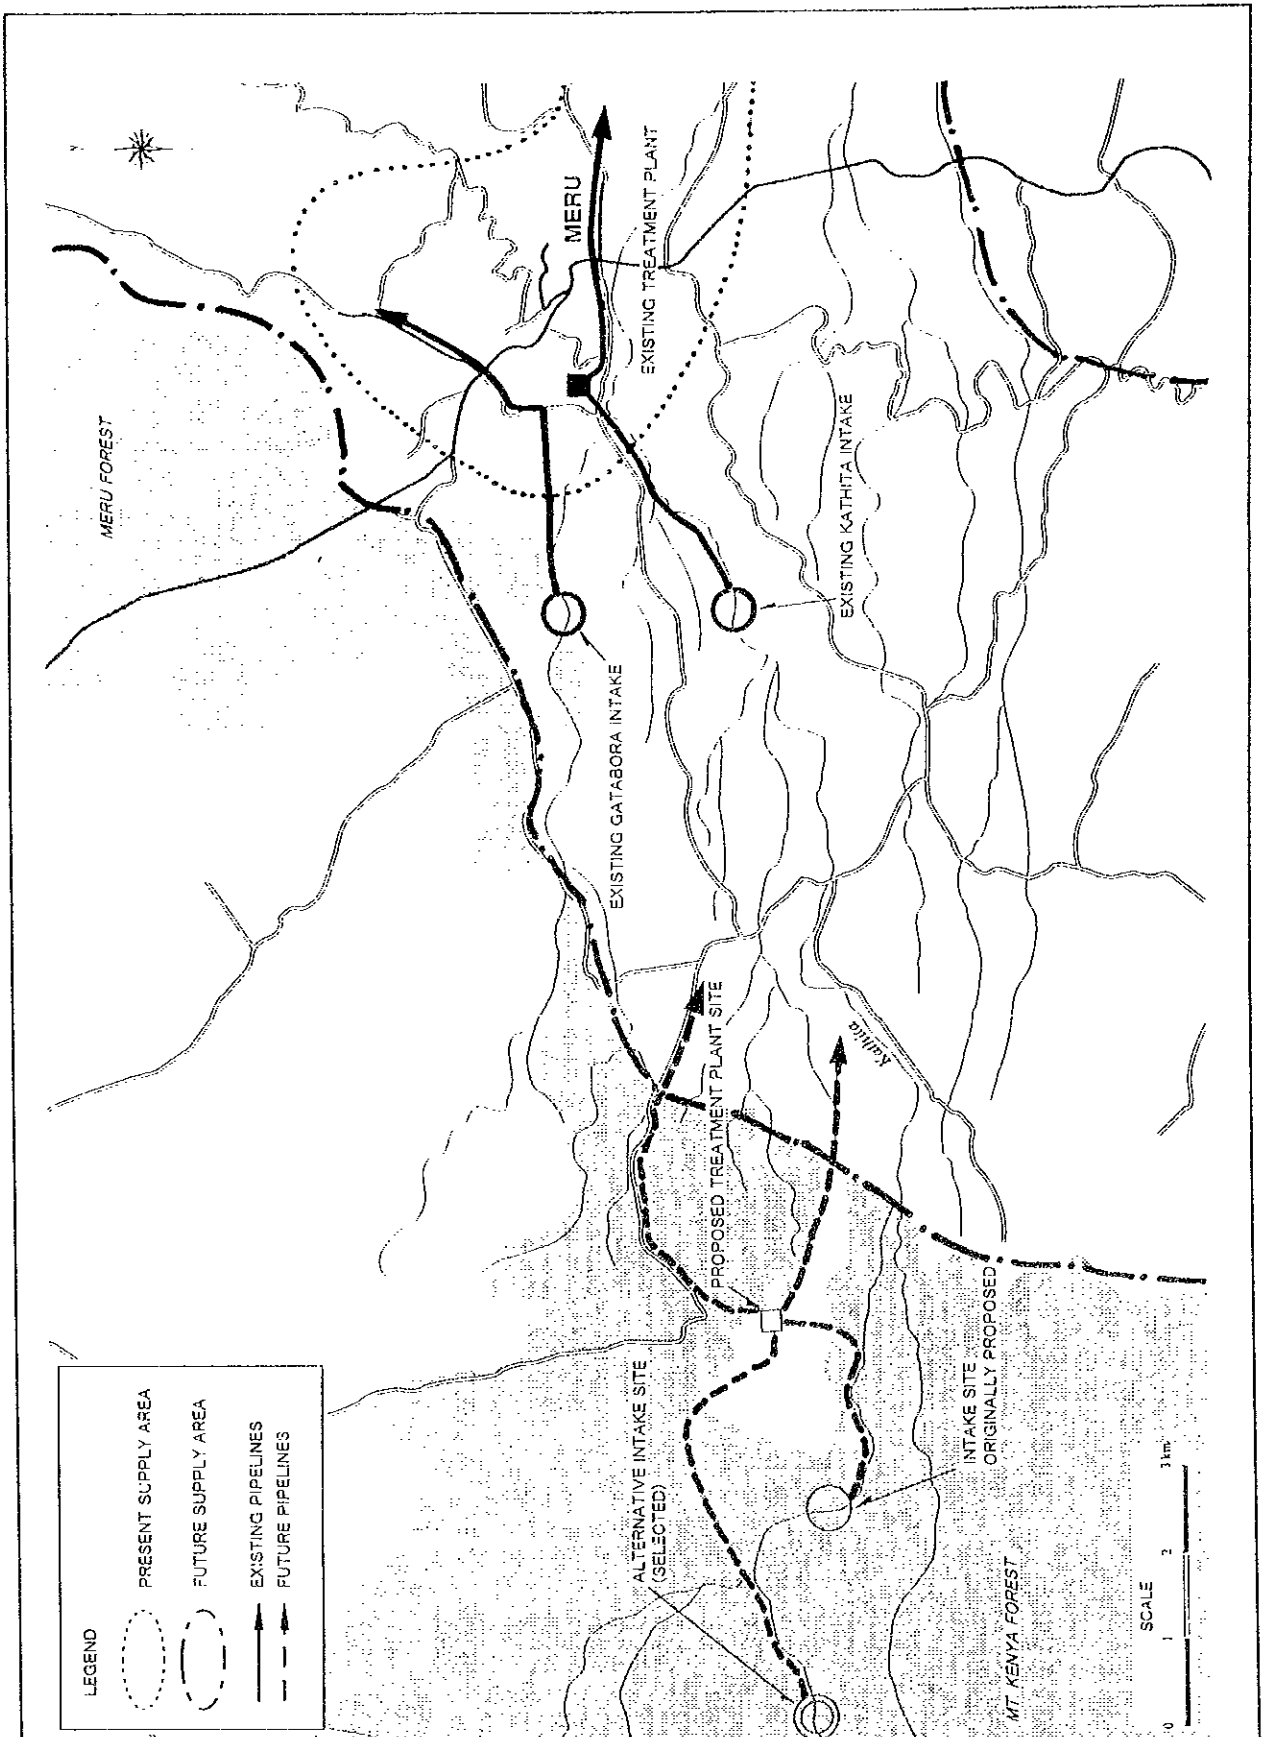 LEGEND
PRESENT SUPPLY AREA
FUTURE SUPPLY AREA
EXISTING PIPELINES
FUTURE PIPELINES
MERU FOREST
MERU
EXISTING TREATMENT PLANT
EXISTING GATABORA INTAKE
EXISTING KATHITA INTAKE
PROPOSED TREATMENT PLANT SITE
Kathita
ALTERNATIVE INTAKE SITE
(SELECTED)
INTAKE SITE
ORIGINALLY PROPOSED
MT KENYA FOREST
SCALE
0 1 2 3 km